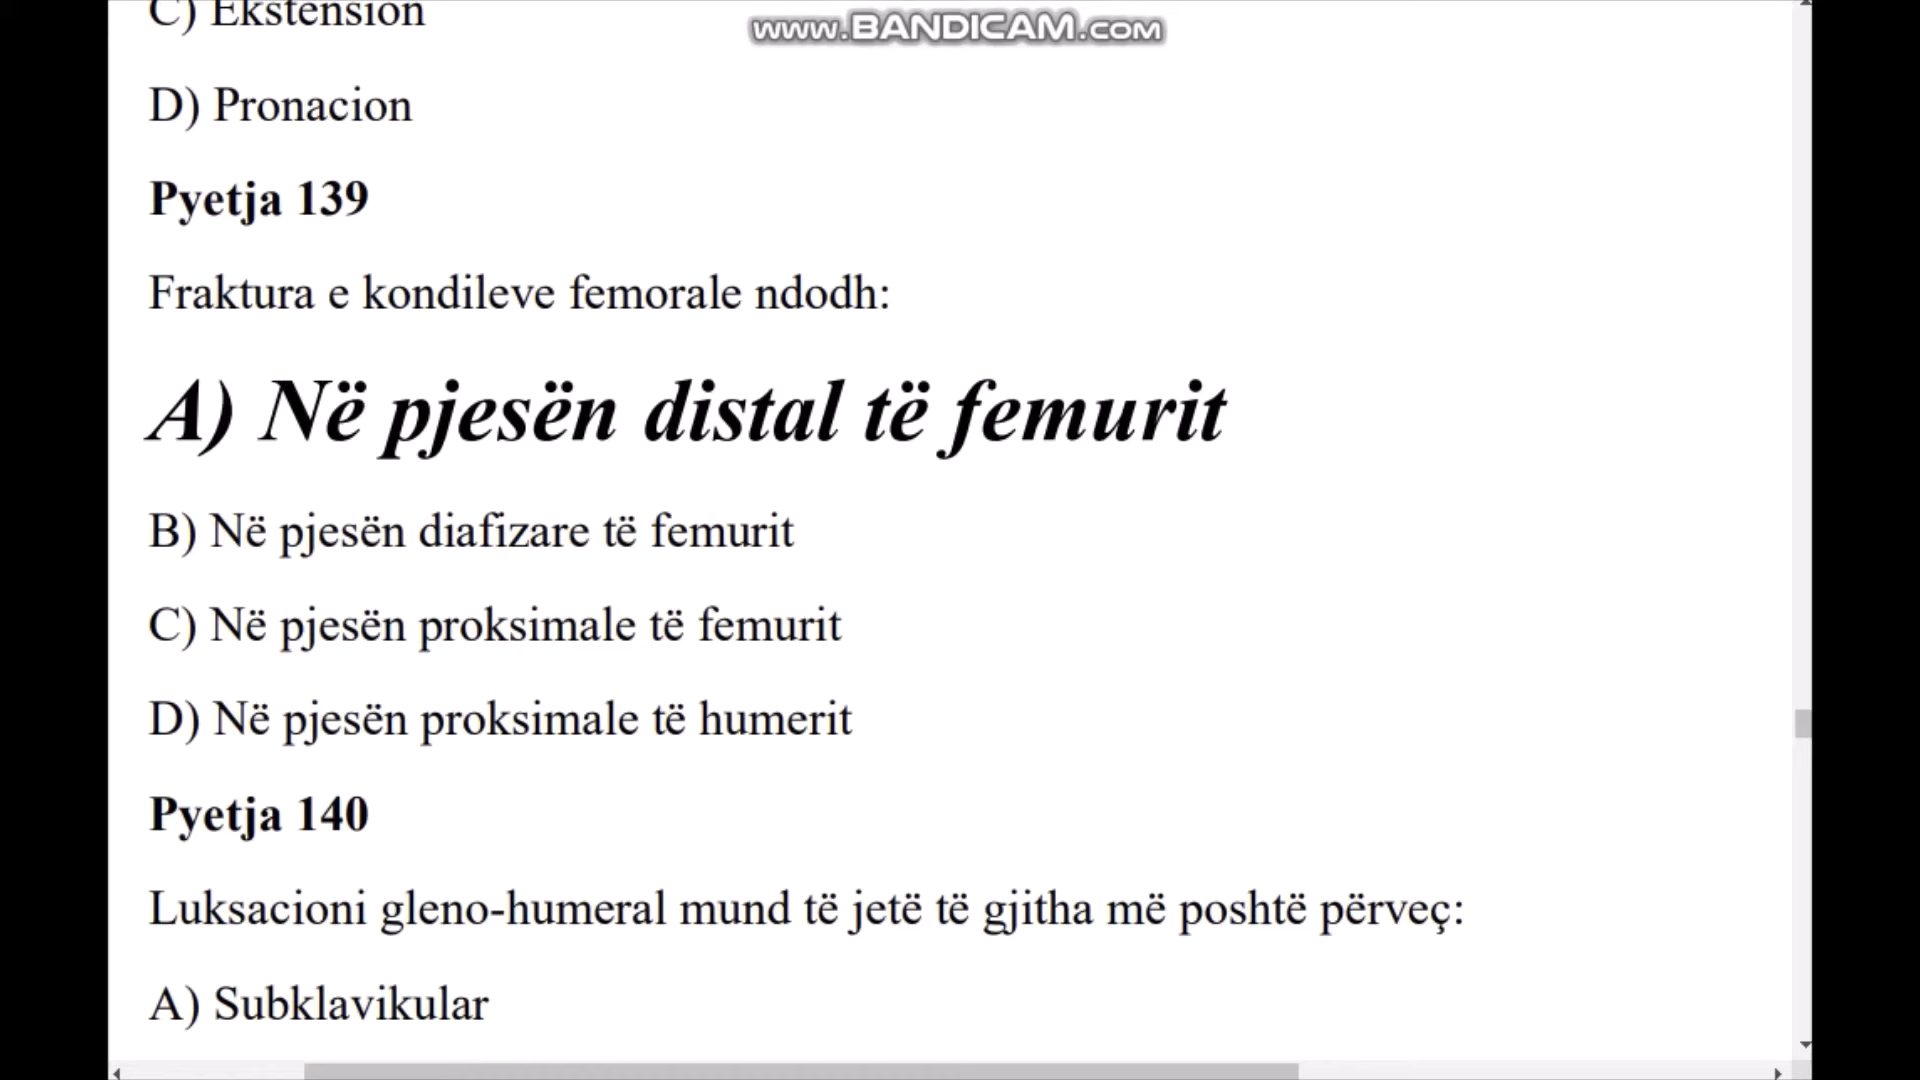 C) Ekstension
www.BANDICAM.com
D) Pronacion
Pyetja 139
Fraktura e kondileve femorale ndodh:
A) Në pjesën distal të femurit
B) Në pjesën diafizare të femurit
C) Në pjesën proksimale të femurit
D) Në pjesën proksimale të humerit
Pyetja 140
Luksacioni gleno-humeral mund të jetë të gjitha më poshtë përveç:
A) Subklavikular